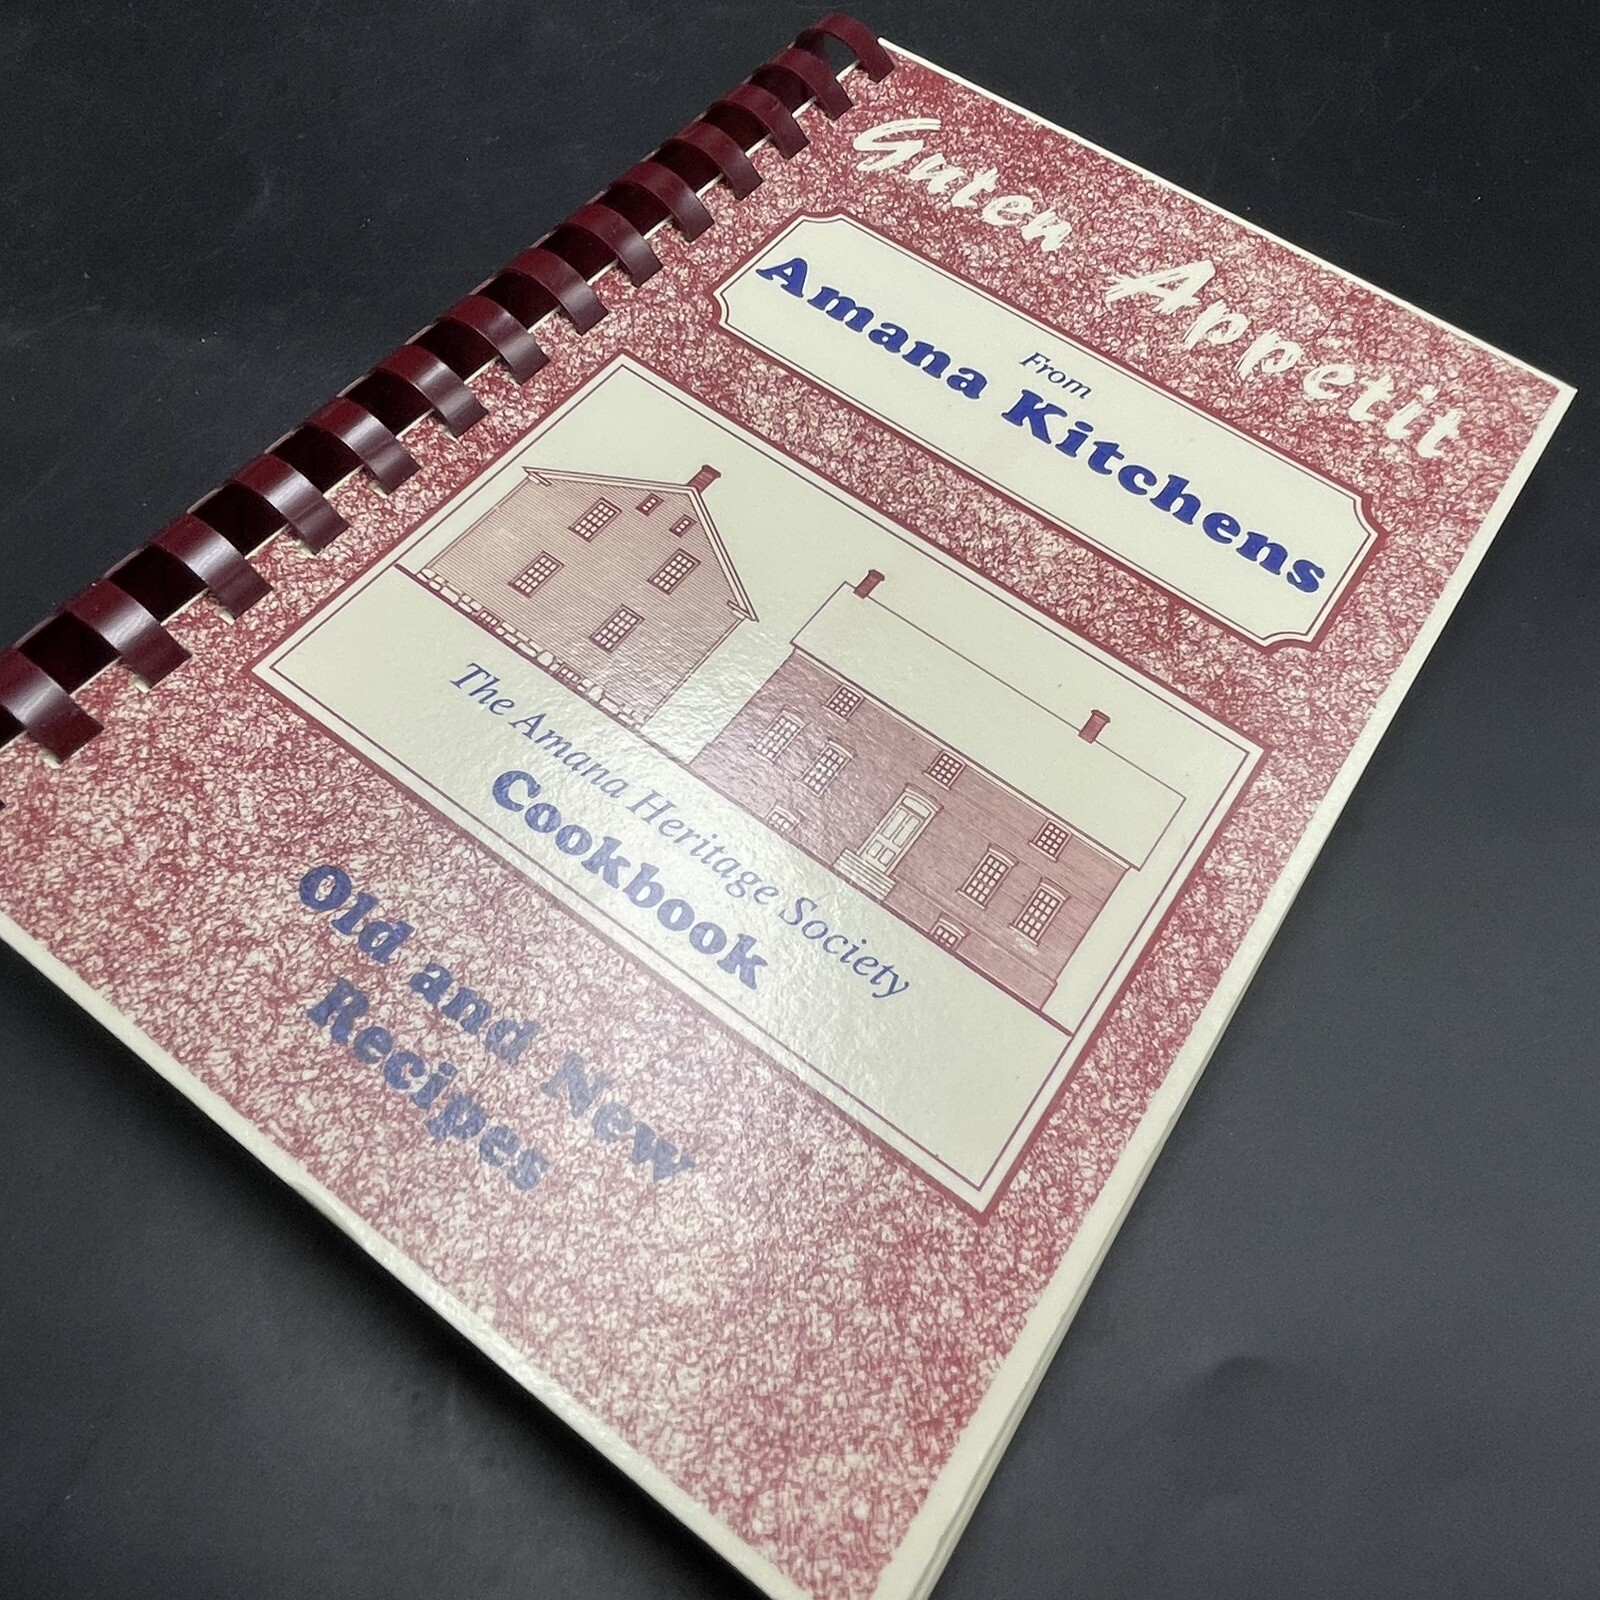 Guten Appetit
From
Amana Kitchens
The Amana Heritage Society
Cookbook
Old and New
Recipes